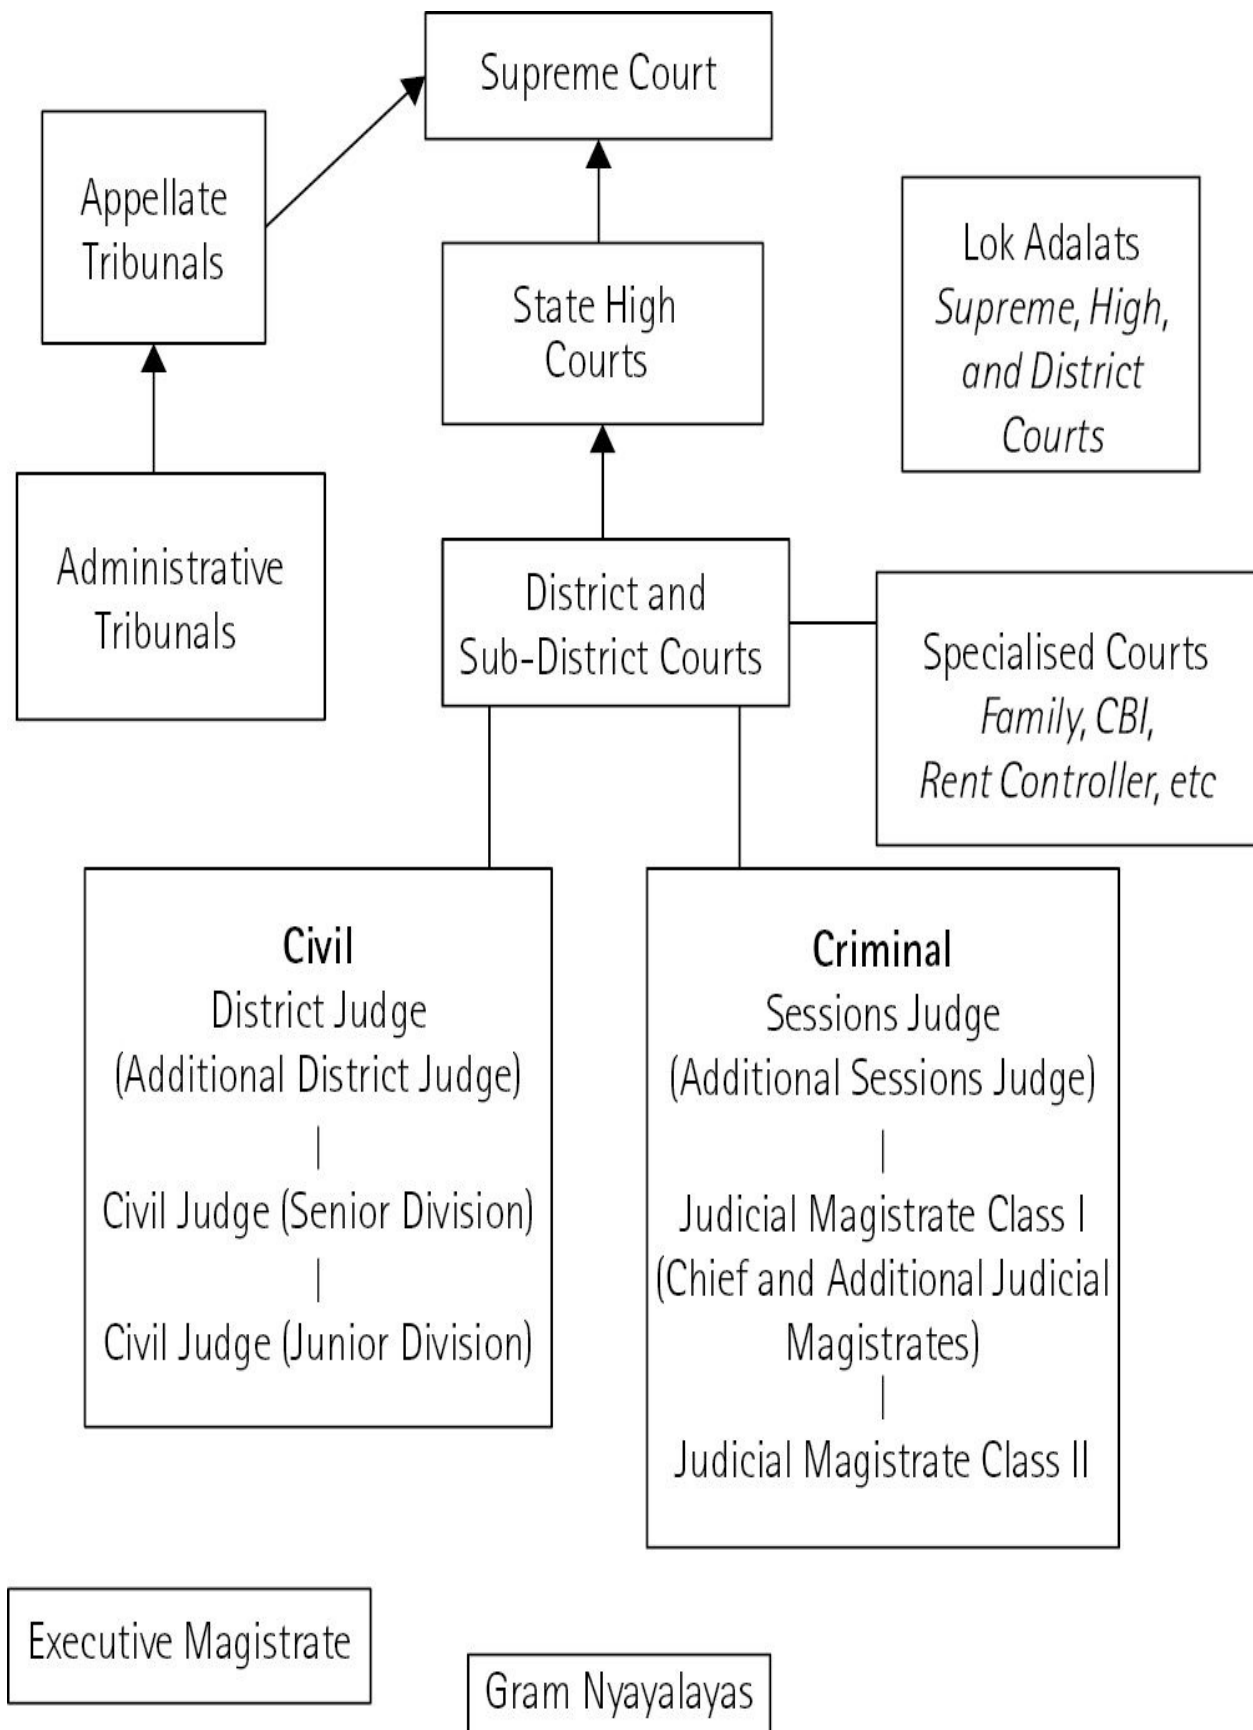 Supreme Court
Appellate
Tribunals
State High
Courts
Lok Adalats
Supreme, High,
and District
Courts
Administrative
Tribunals
District and
Sub-District Courts
Specialised Courts
Family, CBI,
Rent Controller, etc
Civil
District Judge
(Additional District Judge)
Civil Judge (Senior Division)
Civil Judge (Junior Division)
Criminal
Sessions Judge
(Additional Sessions Judge)
Judicial Magistrate Class I
(Chief and Additional Judicial
Magistrates)
Judicial Magistrate Class II
Executive Magistrate
Gram Nyayalayas